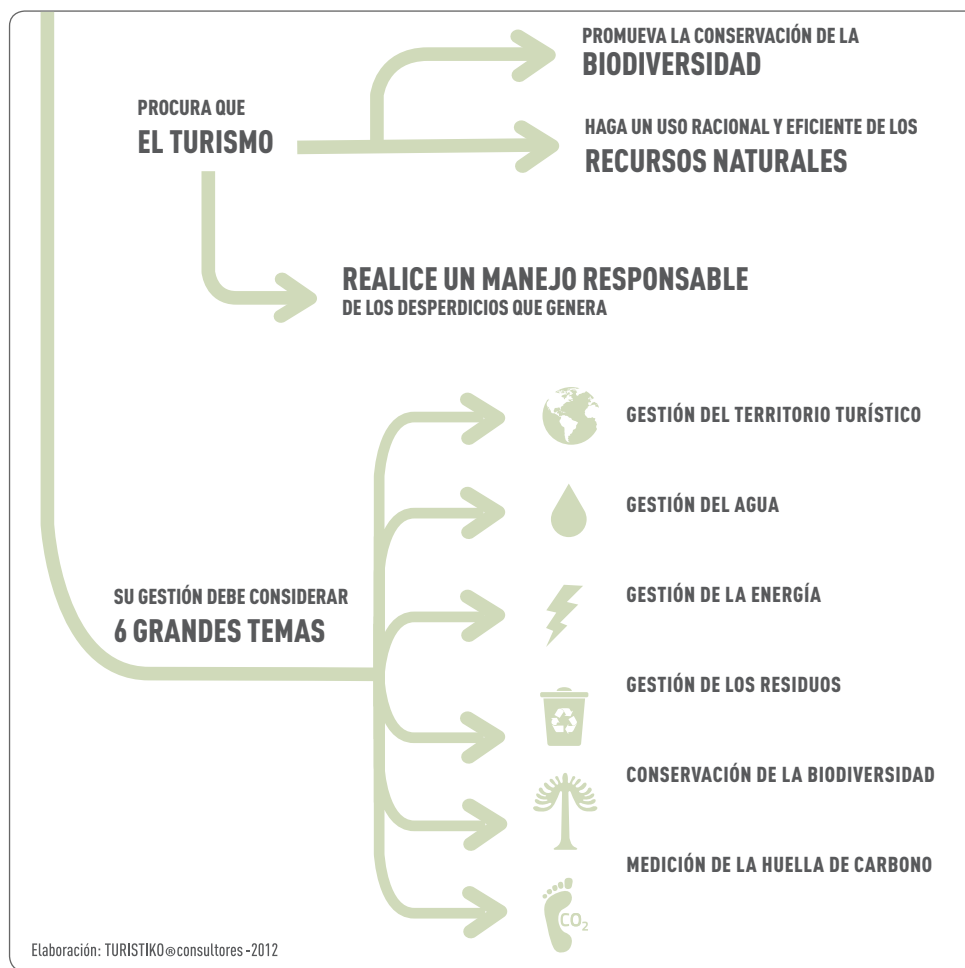 PROMUEVA LA CONSERVACIÓN DE LA
BIODIVERSIDAD
PROCURA QUE
EL TURISMO
HAGA UN USO RACIONAL Y EFICIENTE DE LOS
RECURSOS NATURALES
REALICE UN MANEJO RESPONSABLE
DE LOS DESPERDICIOS QUE GENERA
SU GESTIÓN DEBE CONSIDERAR
6 GRANDES TEMAS
GESTIÓN DEL TERRITORIO TURÍSTICO
GESTIÓN DEL AGUA
GESTIÓN DE LA ENERGÍA
GESTIÓN DE LOS RESIDUOS
CONSERVACIÓN DE LA BIODIVERSIDAD
MEDICIÓN DE LA HUELLA DE CARBONO
CO₂
Elaboración: TURISTIKO®consultores -2012